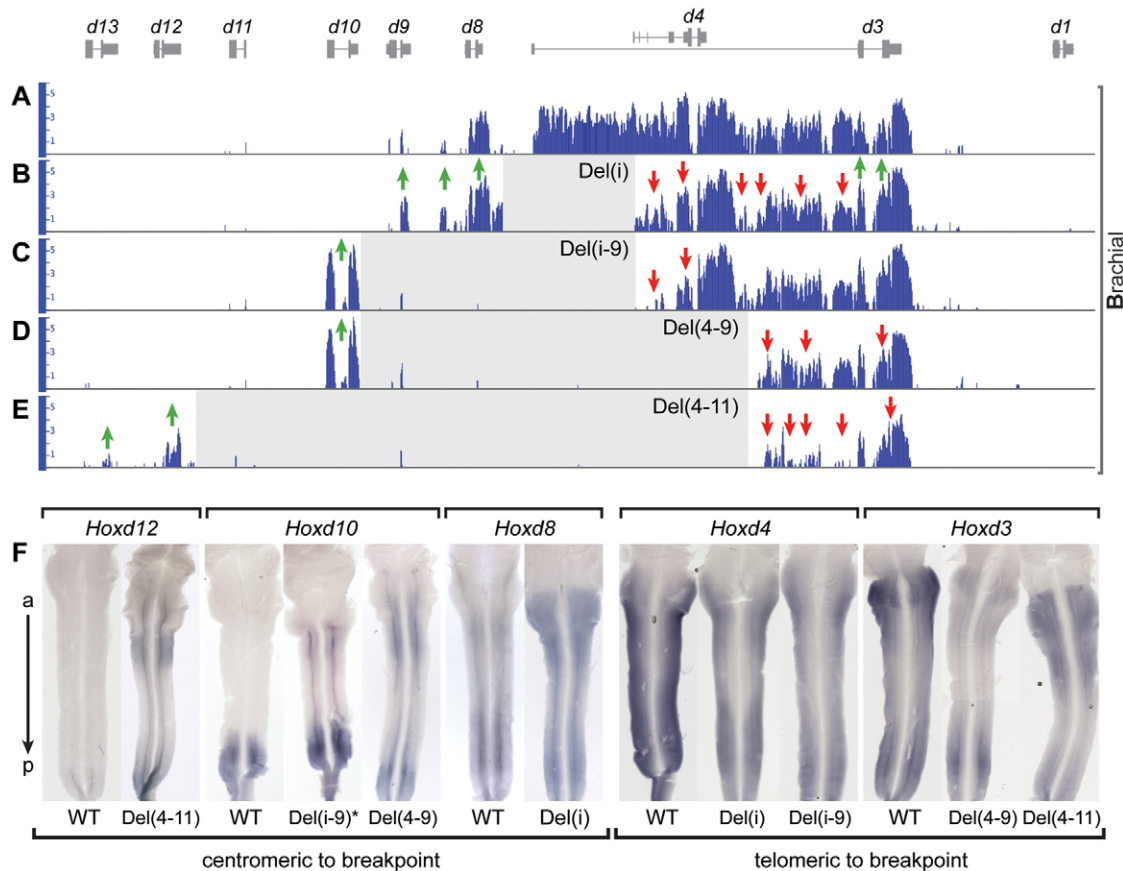 d13 d12 d11 d10 d9 d8 d4 d3 d1
A 5 3 1
B 5 3 1 Del(i)
C 5 3 1 Del(i-9)
D 5 3 1 Del(4-9)
E 5 3 1 Del(4-11)
Brachial
Hoxd12 Hoxd10 Hoxd8 Hoxd4 Hoxd3
F
a
p
WT Del(4-11) WT Del(i-9)* Del(4-9) WT Del(i) WT Del(i) Del(i-9) WT Del(4-9) Del(4-11)
centromeric to breakpoint telomeric to breakpoint